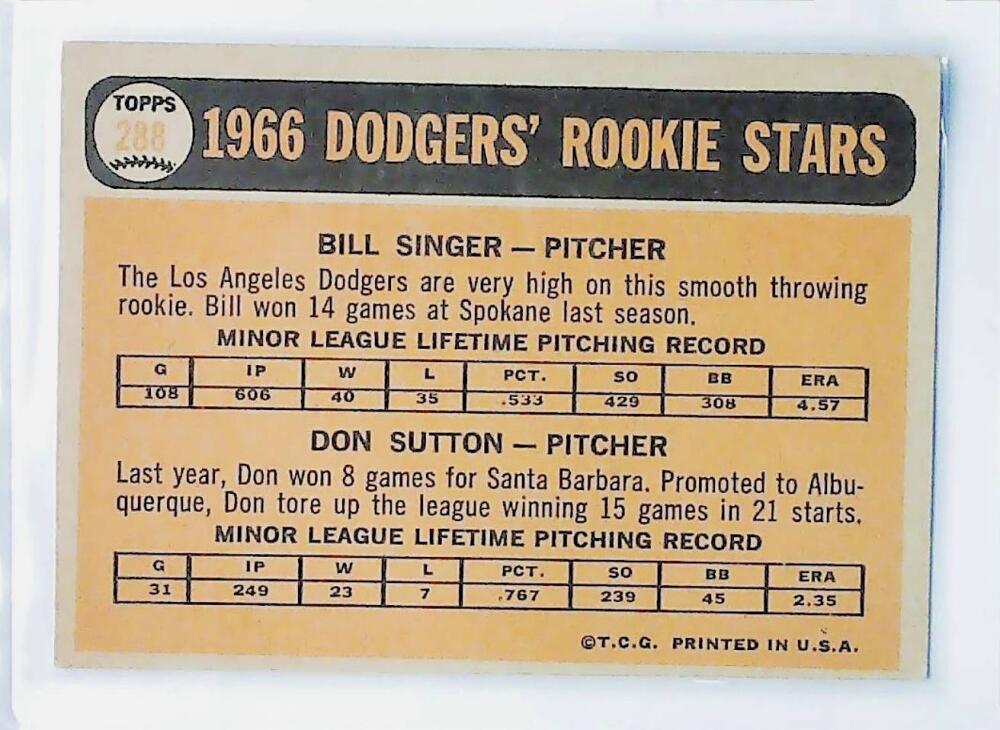 TOPPS
288
1966 DODGERS' ROOKIE STARS
BILL SINGER — PITCHER
The Los Angeles Dodgers are very high on this smooth throwing
rookie. Bill won 14 games at Spokane last season.
MINOR LEAGUE LIFETIME PITCHING RECORD
G IP W L PCT. SO BB ERA
108 606 40 35 .533 429 308 4.57
DON SUTTON — PITCHER
Last year, Don won 8 games for Santa Barbara. Promoted to Albu-
querque, Don tore up the league winning 15 games in 21 starts.
MINOR LEAGUE LIFETIME PITCHING RECORD
G IP W L PCT. SO BB ERA
31 249 23 7 .767 239 45 2.35
©T.C.G. PRINTED IN U.S.A.